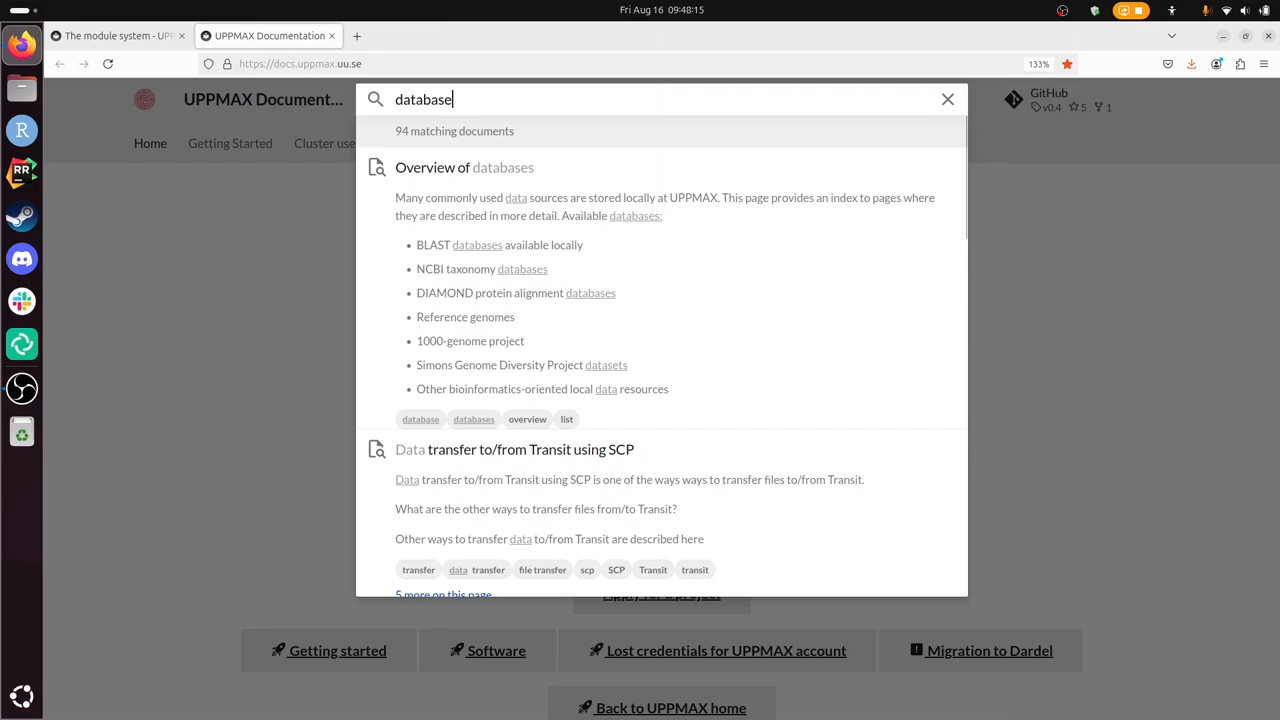 Fri Aug 16 09:48:15
The module system - UPP
UPPMAX Documentation
https://docs.uppmax.uu.se
133%
UPPMAX Document...
database
GitHub
v0.4 5 1
Home Getting Started Cluster use
94 matching documents
Overview of databases
Many commonly used data sources are stored locally at UPPMAX. This page provides an index to pages where
they are described in more detail. Available databases:
BLAST databases available locally
NCBI taxonomy databases
DIAMOND protein alignment databases
Reference genomes
1000-genome project
Simons Genome Diversity Project datasets
Other bioinformatics-oriented local data resources
database databases overview list
Data transfer to/from Transit using SCP
Data transfer to/from Transit using SCP is one of the ways ways to transfer files to/from Transit.
What are the other ways to transfer files from/to Transit?
Other ways to transfer data to/from Transit are described here
transfer data transfer file transfer scp SCP Transit transit
5 more on this page
Apply for a project
Getting started Software Lost credentials for UPPMAX account Migration to Dardel
Back to UPPMAX home